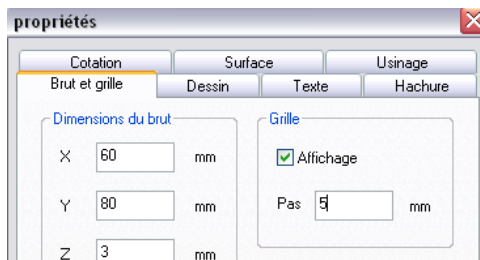 propriétés
Cotation Surface Usinage
Brut et grille Dessin Texte Hachure
Dimensions du brut Grille
X 60 mm Affichage
Y 80 mm Pas 5 mm
Z 3 mm